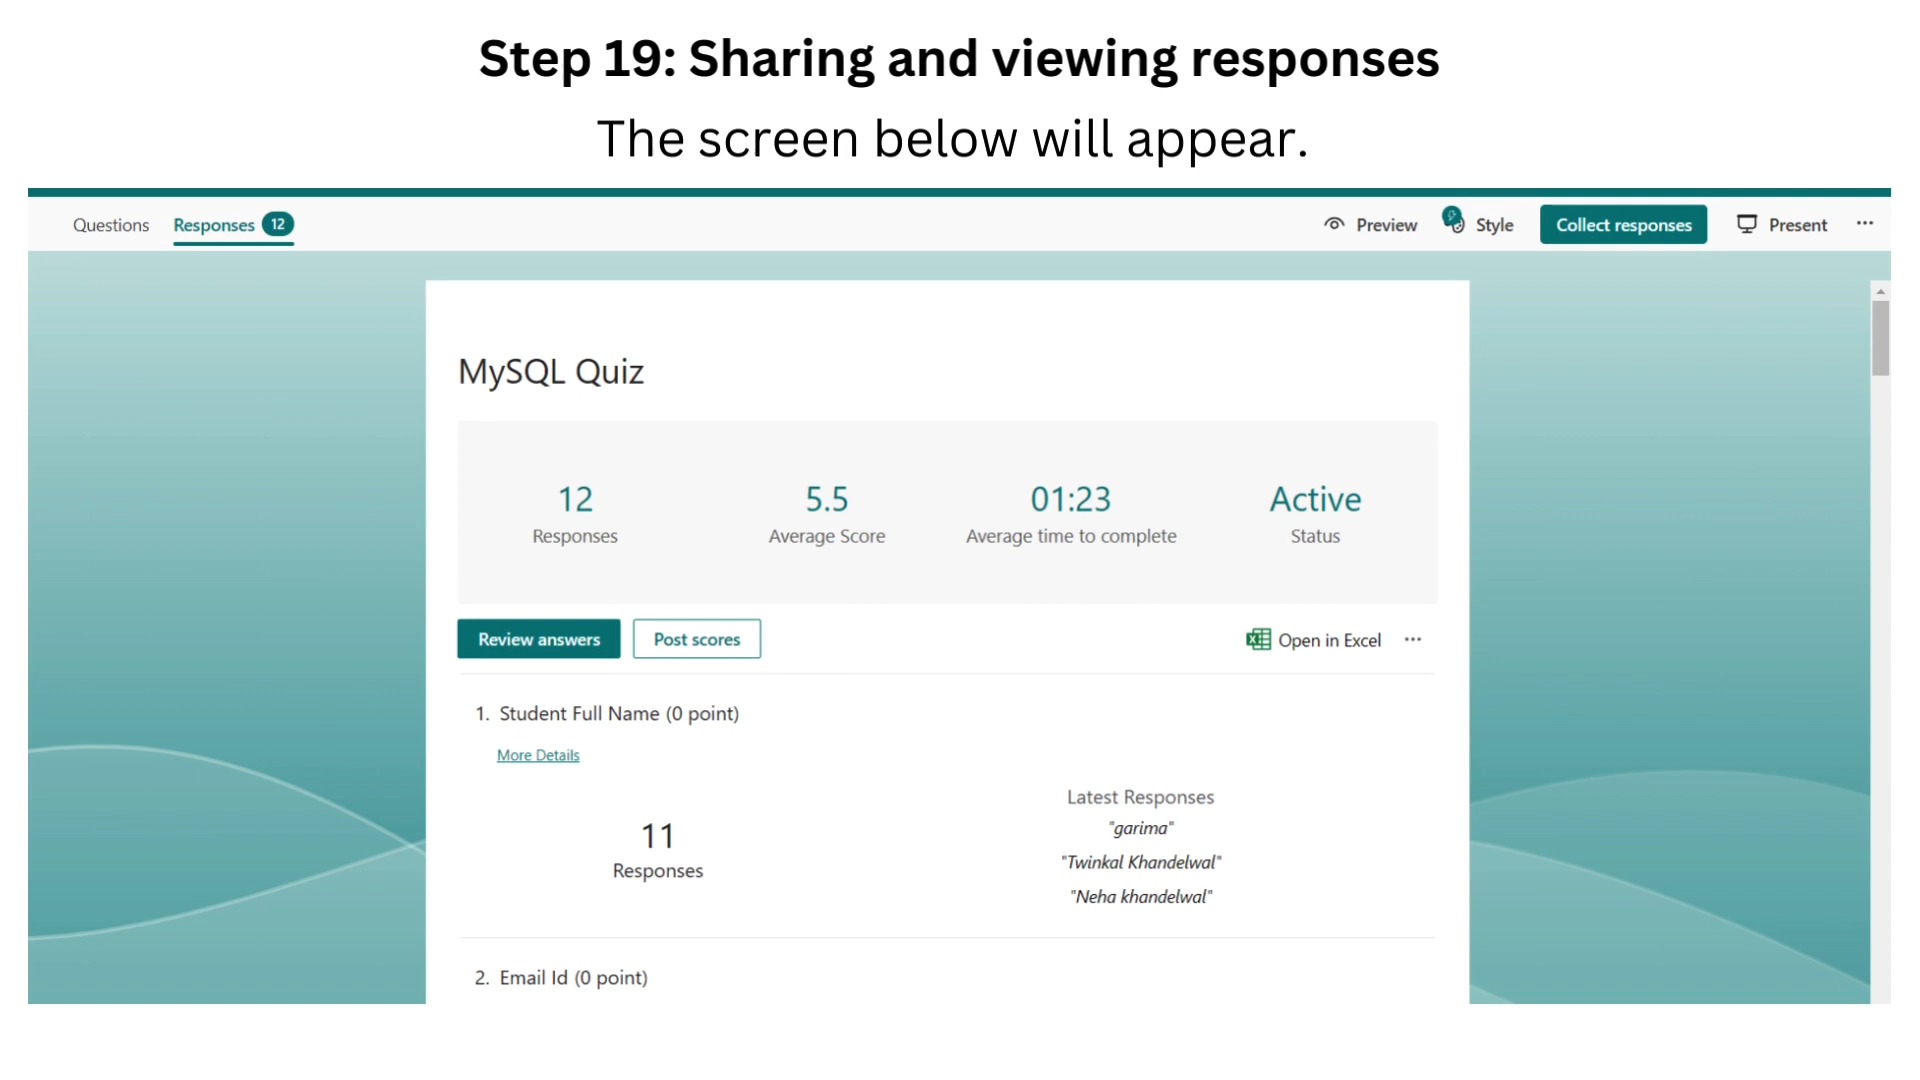 Step 19: Sharing and viewing responses
The screen below will appear.
Questions Responses 12 Preview Style Collect responses Present ...
MySQL Quiz
12 5.5 01:23 Active
Responses Average Score Average time to complete Status
Review answers Post scores Open in Excel ...
1. Student Full Name (0 point)
More Details
Latest Responses
"garima"
11
"Twinkal Khandelwal"
Responses
"Neha khandelwal"
2. Email Id (0 point)